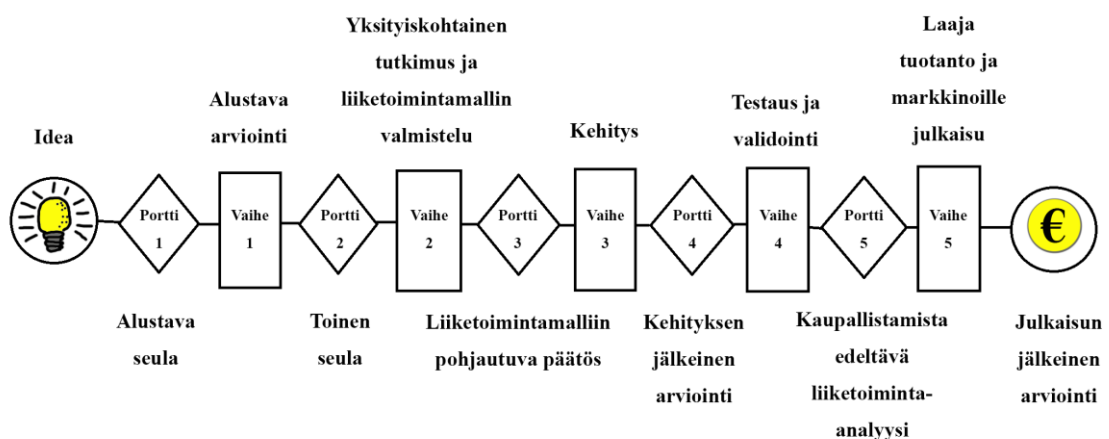 Idea
Alustava
arviointi
Yksityiskohtainen
tutkimus ja
liiketoimintamallin
valmistelu
Kehitys
Testaus ja
validointi
Laaja
tuotanto ja
markkinoille
julkaisu
Portti
1
Vaihe
1
Portti
2
Vaihe
2
Portti
3
Vaihe
3
Portti
4
Vaihe
4
Portti
5
Vaihe
5
€
Alustava
seula
Toinen
seula
Liiketoimintamalliin
pohjautuva päätös
Kehityksen
jälkeinen
arviointi
Kaupallistamista
edeltävä
liiketoiminta-
analyysi
Julkaisun
jälkeinen
arviointi